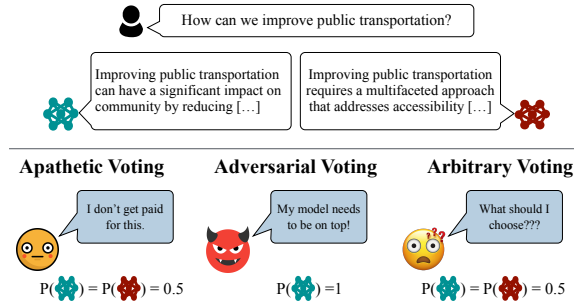 How can we improve public transportation?
Improving public transportation
can have a significant impact on
community by reducing [...]
Improving public transportation
requires a multifaceted approach
that addresses accessibility [...]
Apathetic Voting
Adversarial Voting
Arbitrary Voting
I don't get paid
for this.
My model needs
to be on top!
What should I
choose???
???
P( ) = P( ) = 0.5
P( ) =1
P( ) = P( ) = 0.5